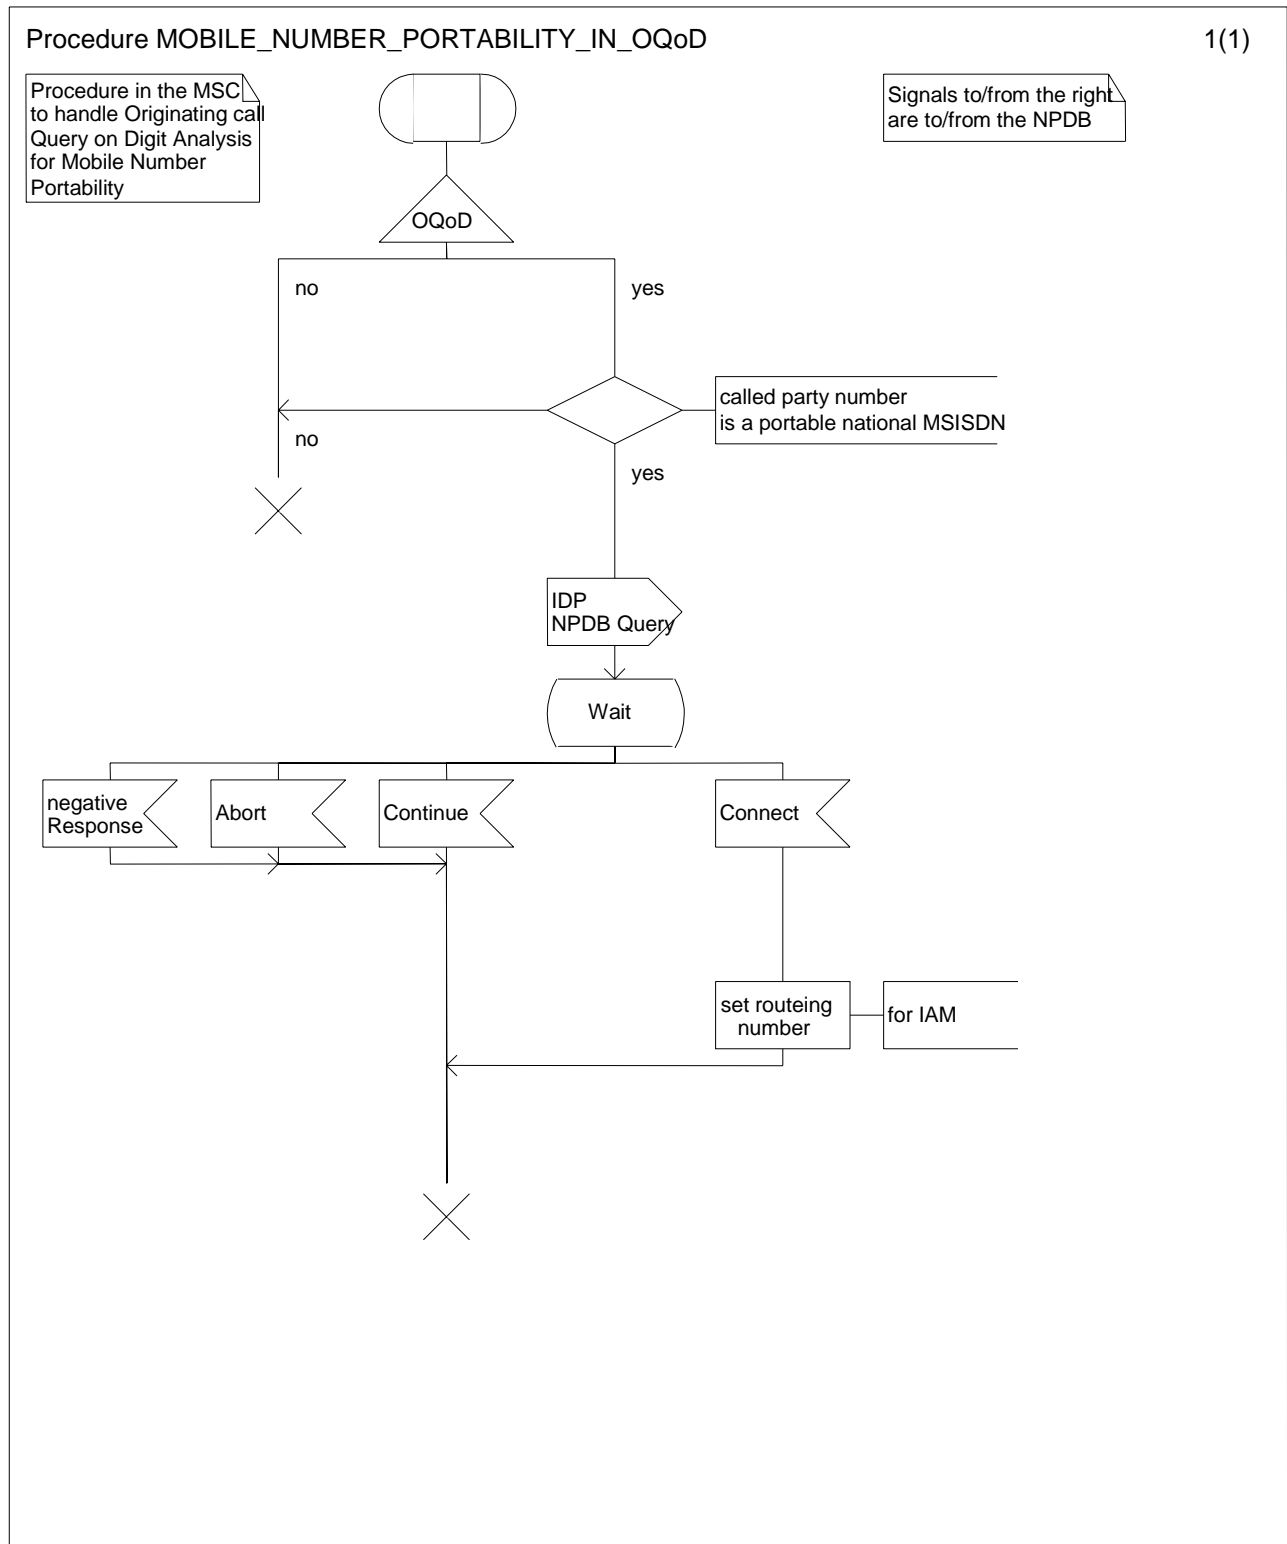 Procedure MOBILE_NUMBER_PORTABILITY_IN_OQoD
1(1)
Procedure in the MSC
to handle Originating call
Query on Digit Analysis
for Mobile Number
Portability
Signals to/from the right
are to/from the NPDB
OQoD
no
yes
called party number
is a portable national MSISDN
no
yes
IDP
NPDB Query
Wait
negative
Response
Abort
Continue
Connect
set routeing
number
for IAM